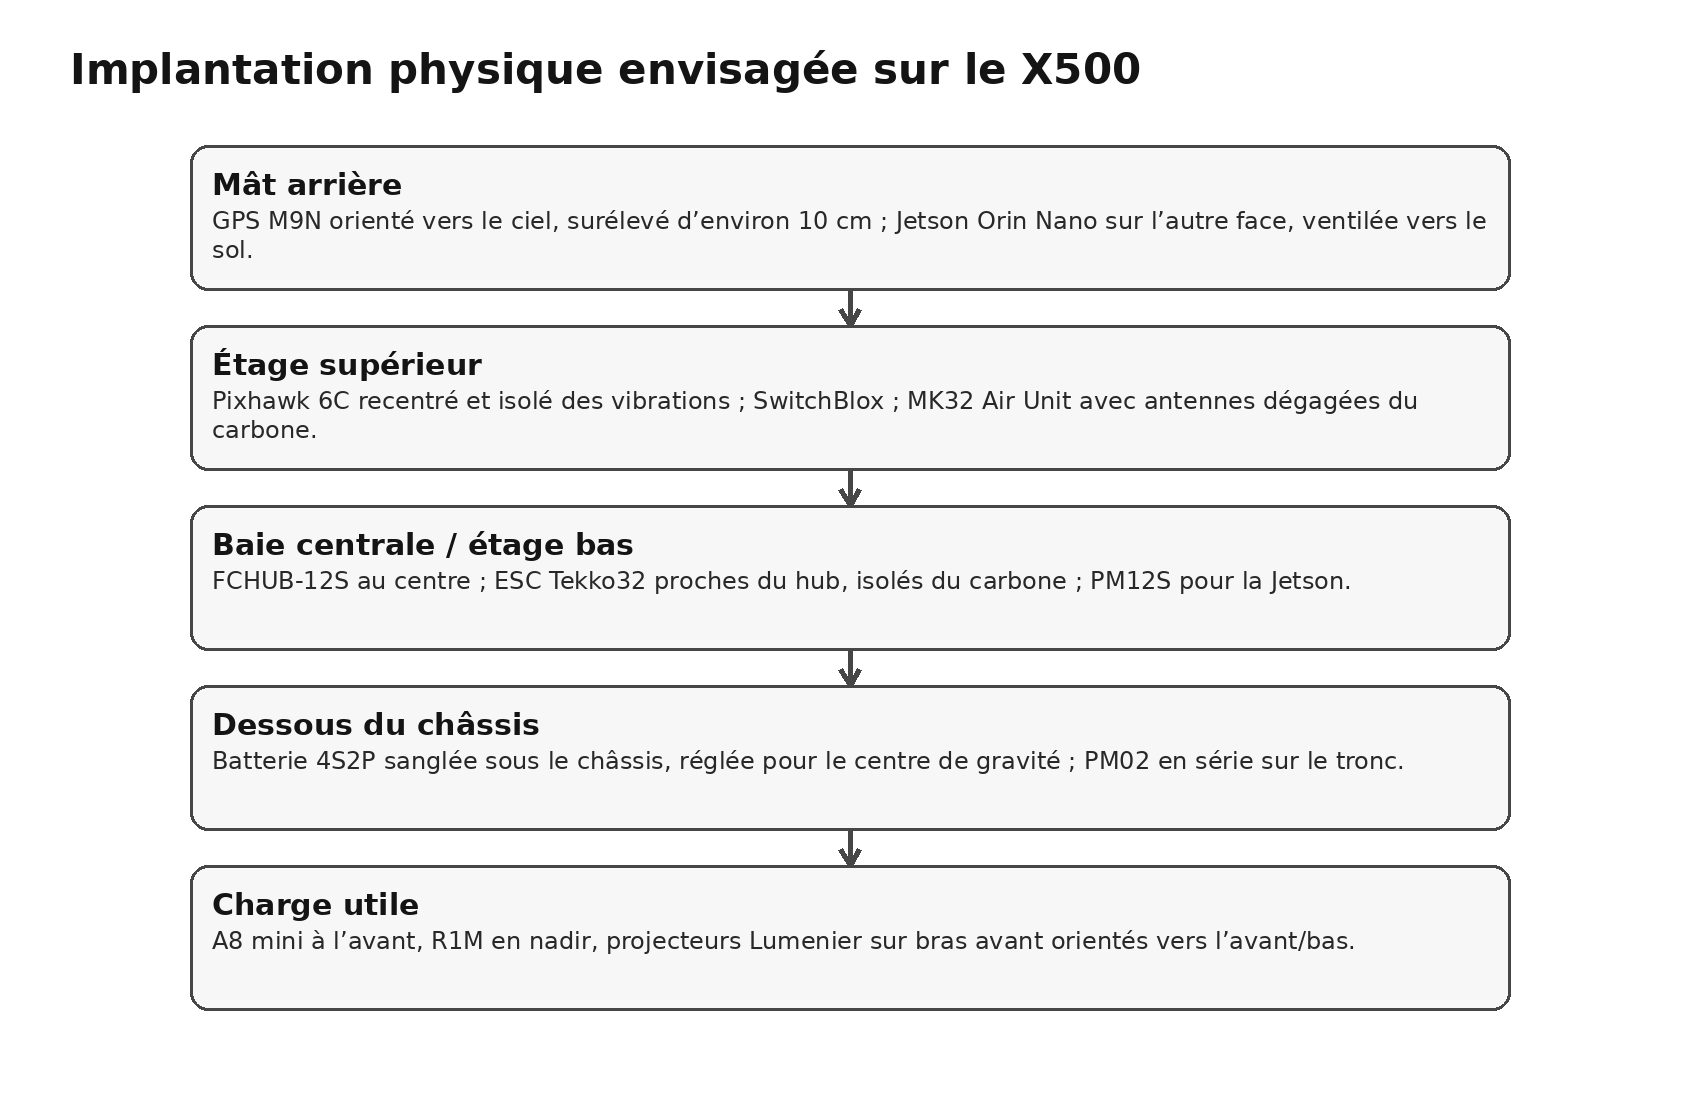 Implantation physique envisagée sur le X500
Mât arrière
GPS M9N orienté vers le ciel, surélevé d’environ 10 cm ; Jetson Orin Nano sur l’autre face, ventilée vers le
sol.
Étage supérieur
Pixhawk 6C recentré et isolé des vibrations ; SwitchBlox ; MK32 Air Unit avec antennes dégagées du
carbone.
Baie centrale / étage bas
FCHUB-12S au centre ; ESC Tekko32 proches du hub, isolés du carbone ; PM12S pour la Jetson.
Dessous du châssis
Batterie 4S2P sanglée sous le châssis, réglée pour le centre de gravité ; PM02 en série sur le tronc.
Charge utile
A8 mini à l’avant, R1M en nadir, projecteurs Lumenier sur bras avant orientés vers l’avant/bas.